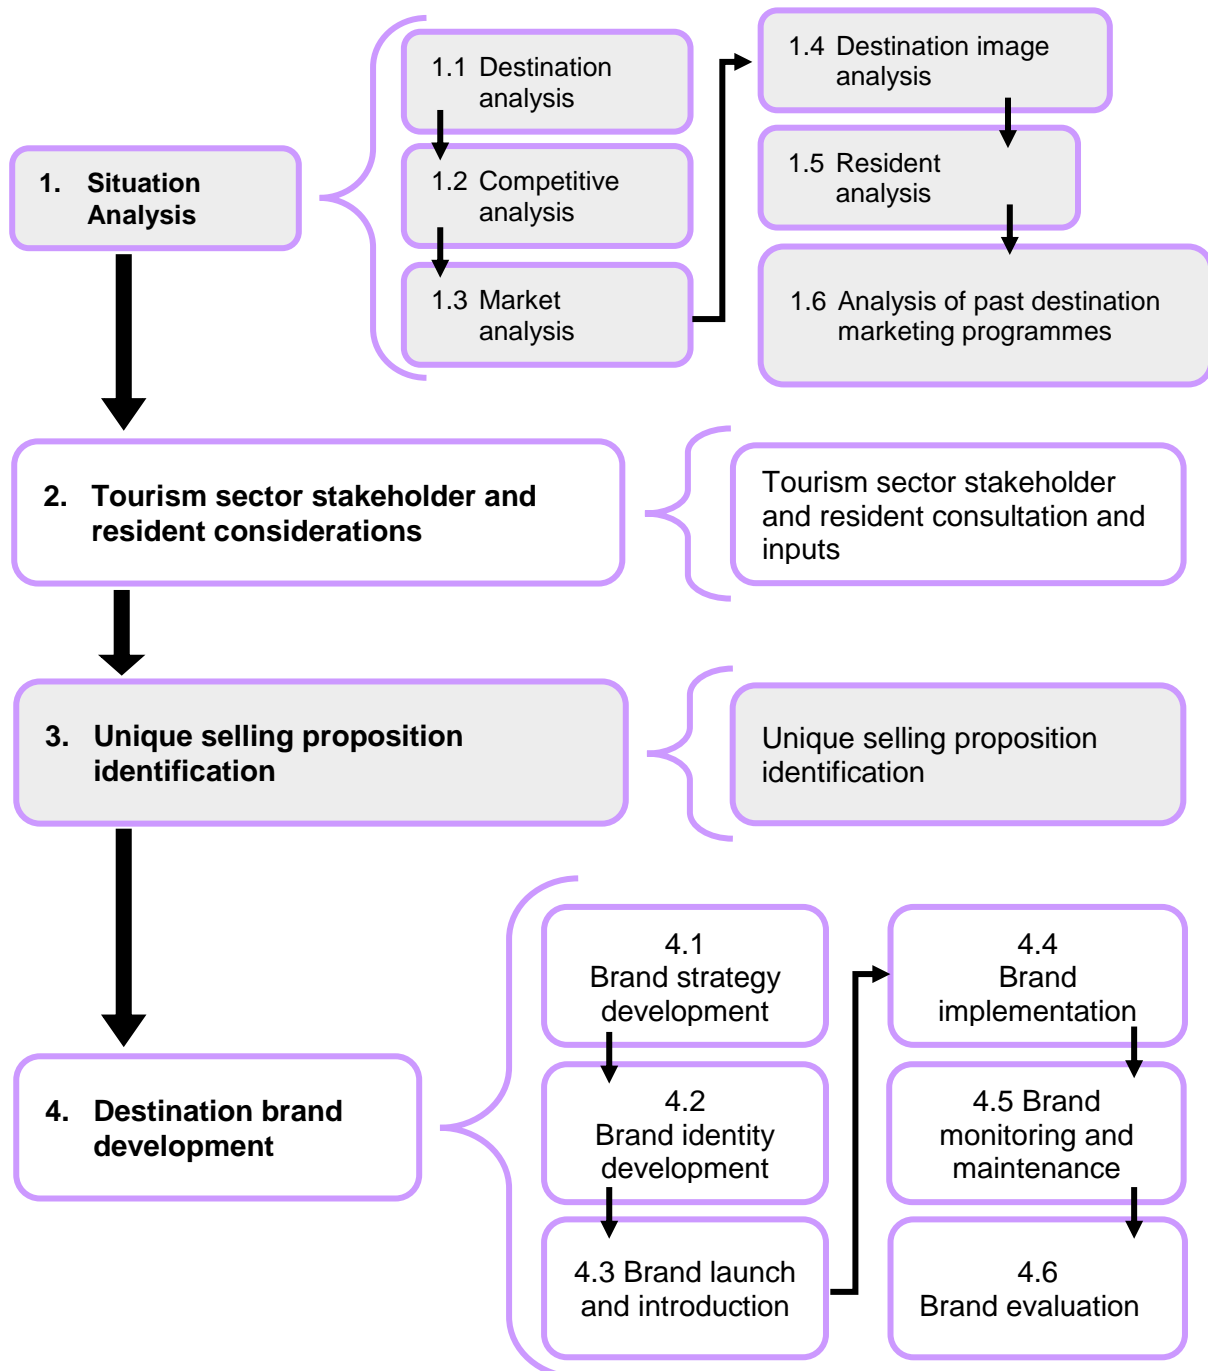 1. Situation
Analysis
1.1 Destination
analysis
1.2 Competitive
analysis
1.3 Market
analysis
1.4 Destination image
analysis
1.5 Resident
analysis
1.6 Analysis of past destination
marketing programmes
2. Tourism sector stakeholder and
resident considerations
Tourism sector stakeholder
and resident consultation and
inputs
3. Unique selling proposition
identification
Unique selling proposition
identification
4. Destination brand
development
4.1
Brand strategy
development
4.2
Brand identity
development
4.3 Brand launch
and introduction
4.4
Brand
implementation
4.5 Brand
monitoring and
maintenance
4.6
Brand evaluation